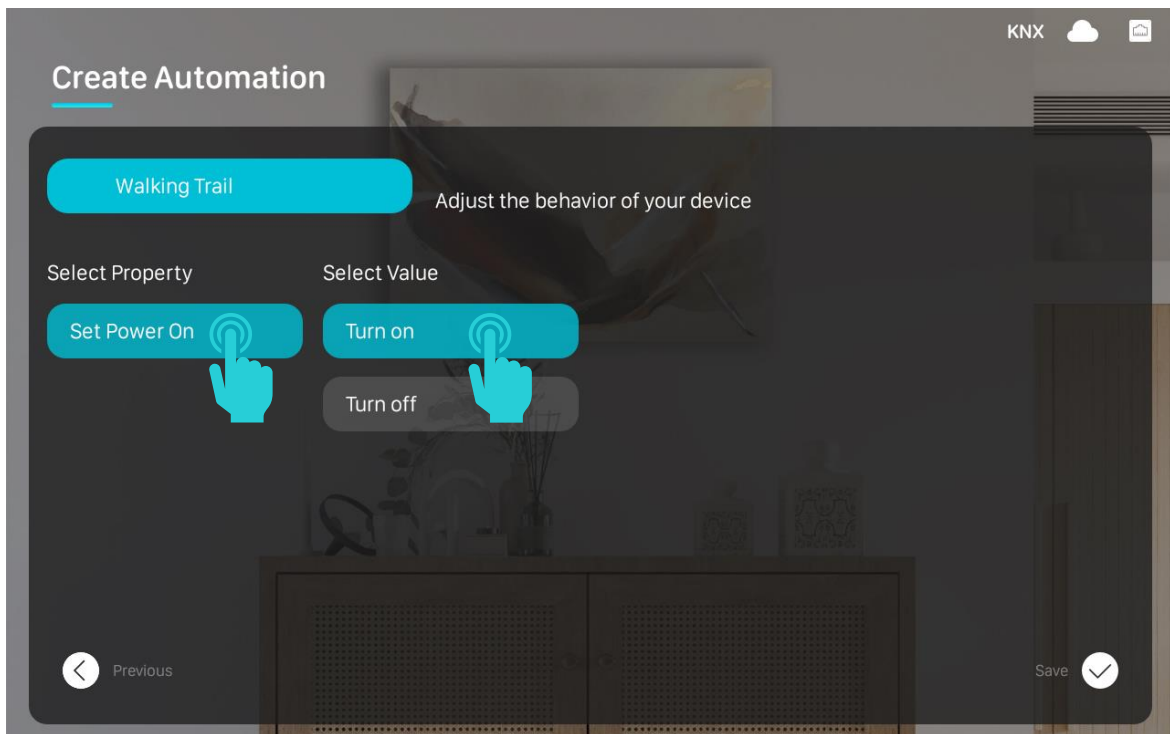 KNX
Create Automation
Walking Trail
Adjust the behavior of your device
Select Property
Select Value
Set Power On
Turn on
Turn off
Previous
Save